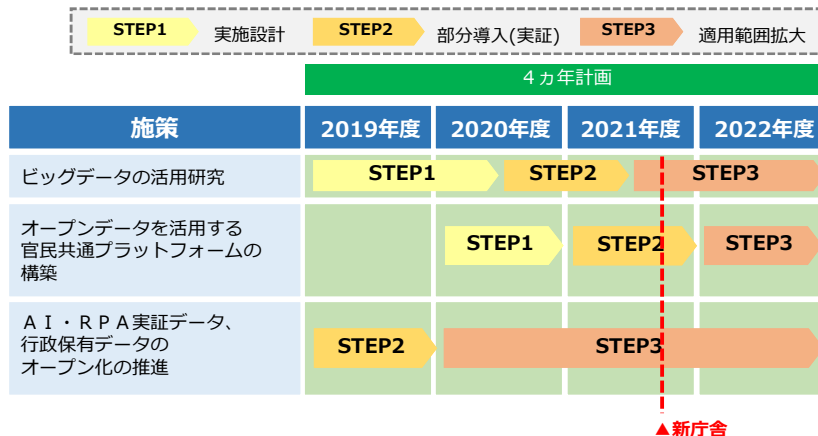 STEP1 実施設計 STEP2 部分導入(実証) STEP3 適用範囲拡大
４ヵ年計画
施策 2019年度 2020年度 2021年度 2022年度
ビッグデータの活用研究 STEP1 STEP2 STEP3
オープンデータを活用する
官民共通プラットフォームの
構築
STEP1 STEP2 STEP3
ＡＩ・ＲＰＡ実証データ、
行政保有データの
オープン化の推進
STEP2 STEP3
▲新庁舎